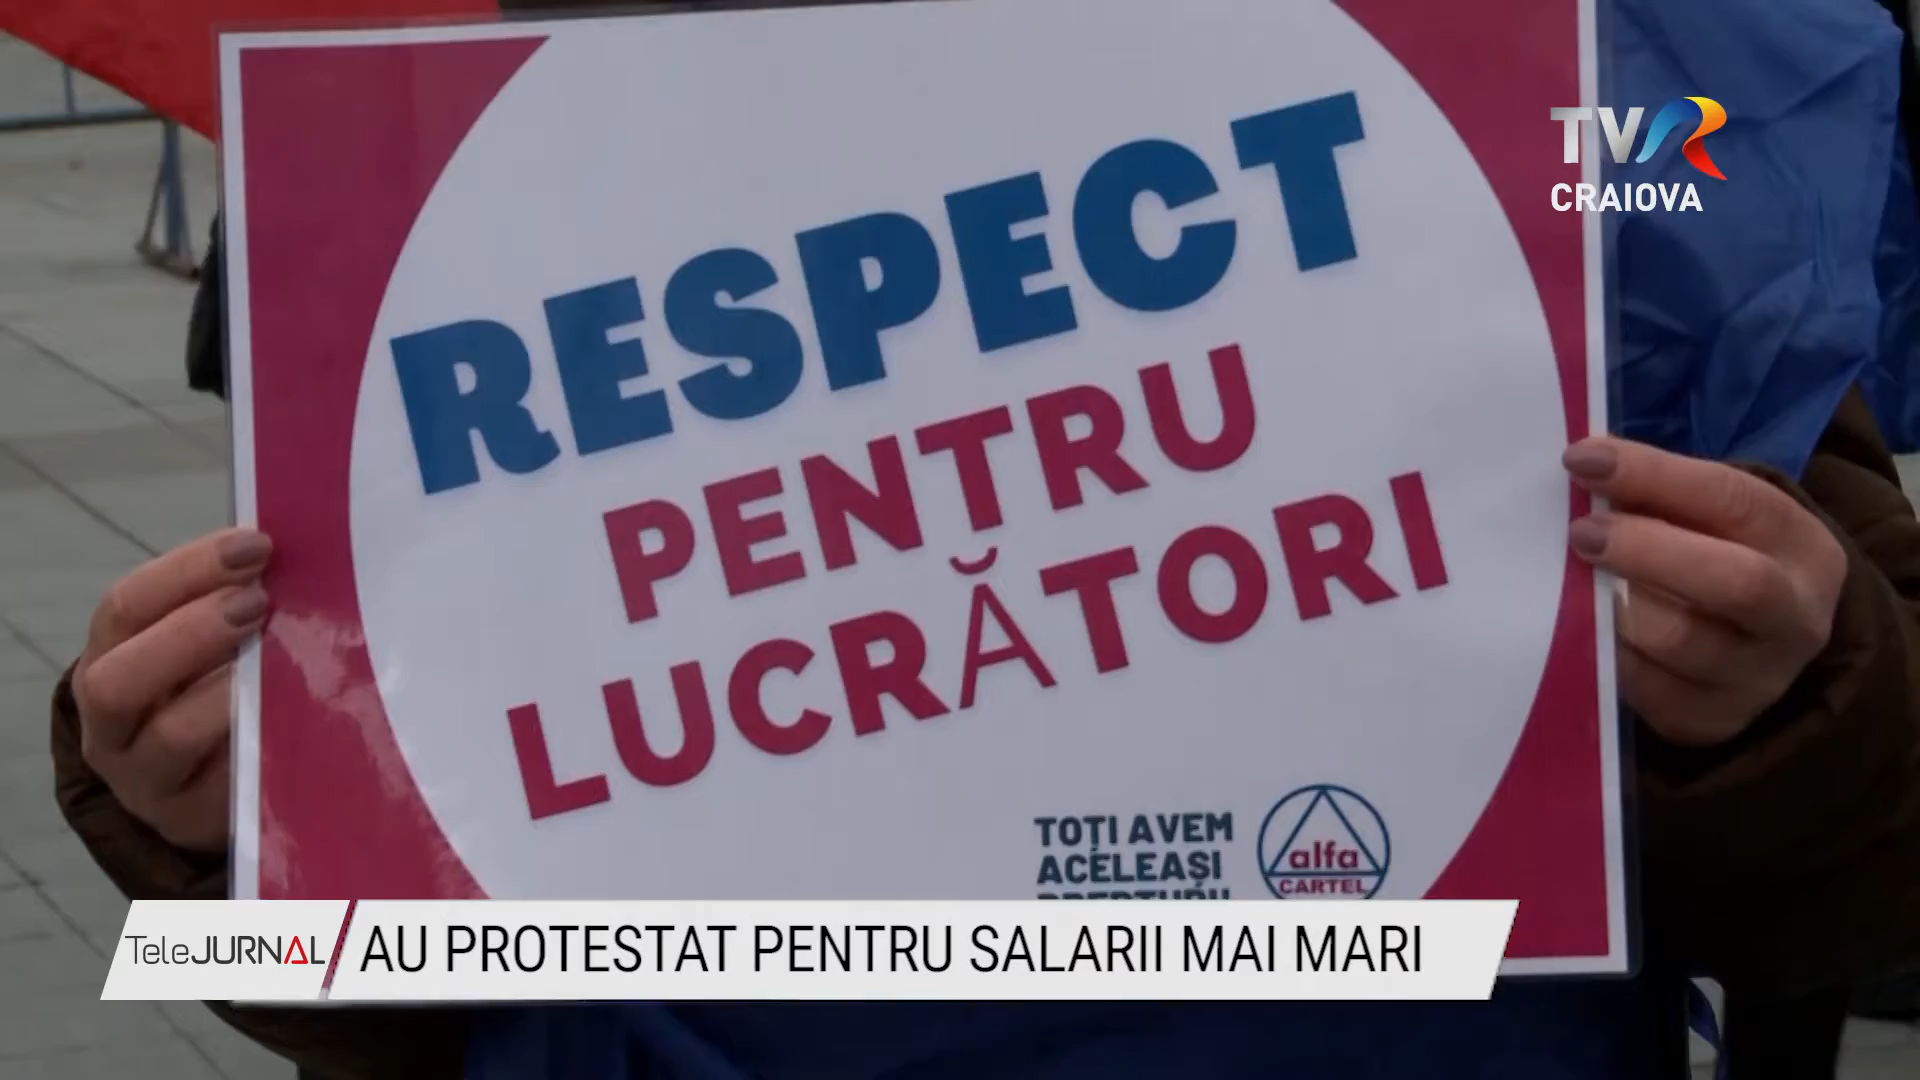 TVR
CRAIOVA
RESPECT
PENTRU
LUCRĂTORI
TOȚI AVEM
ACELEAȘI
alfa
CARTEL
TeleJURNAL
AU PROTESTAT PENTRU SALARII MAI MARI